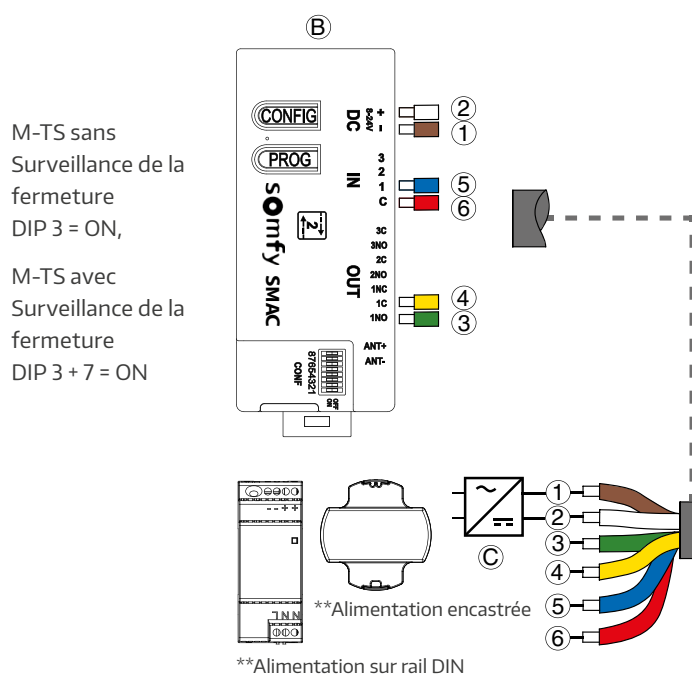 B
M-TS sans
Surveillance de la
fermeture
DIP 3 = ON,
M-TS avec
Surveillance de la
fermeture
DIP 3 + 7 = ON
CONFIG
PROG
somfy SMAC
2
DC
8-24V
+
-
IN
3
2
1
C
OUT
3C
3NO
2C
2NO
1NC
1C
1NO
ANT+
ANT-
87654321
CONF
OFF
ON
2
1
5
6
4
3
--++
LNN
**Alimentation encastrée
**Alimentation sur rail DIN
C
1
2
3
4
5
6